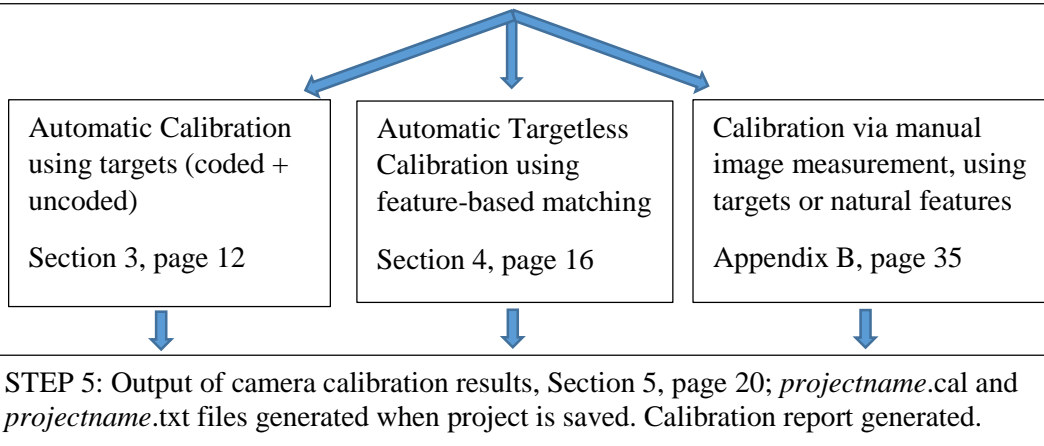 Automatic Calibration
using targets (coded +
uncoded)
Section 3, page 12
Automatic Targetless
Calibration using
feature-based matching
Section 4, page 16
Calibration via manual
image measurement, using
targets or natural features
Appendix B, page 35
STEP 5: Output of camera calibration results, Section 5, page 20; projectname.cal and
projectname.txt files generated when project is saved. Calibration report generated.